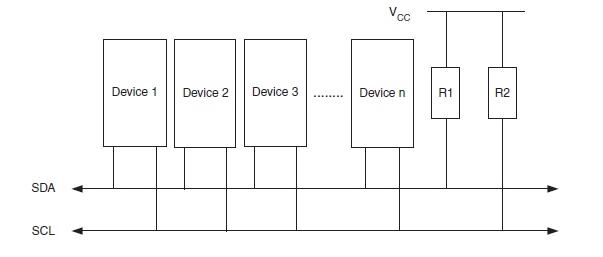 VCC
Device 1 Device 2 Device 3 ........ Device n R1 R2
SDA
SCL